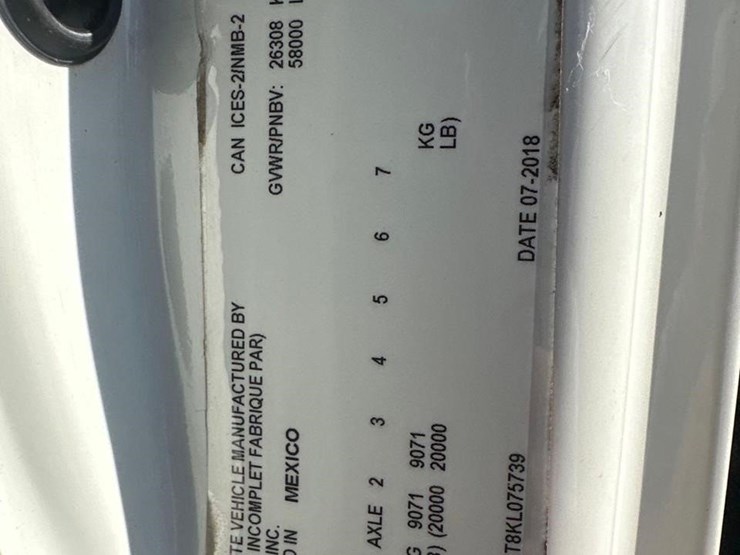 TE VEHICLE MANUFACTURED BY CAN ICES-2/NMB-2
INCOMPLET FABRIQUE PAR)
INC. GVWR/PNBV: 26308
IN MEXICO 58000
AXLE 2 3 4 5 6 7
G 9071 9071 KG
(20000 20000 LB)
T8KL075739 DATE 07-2018